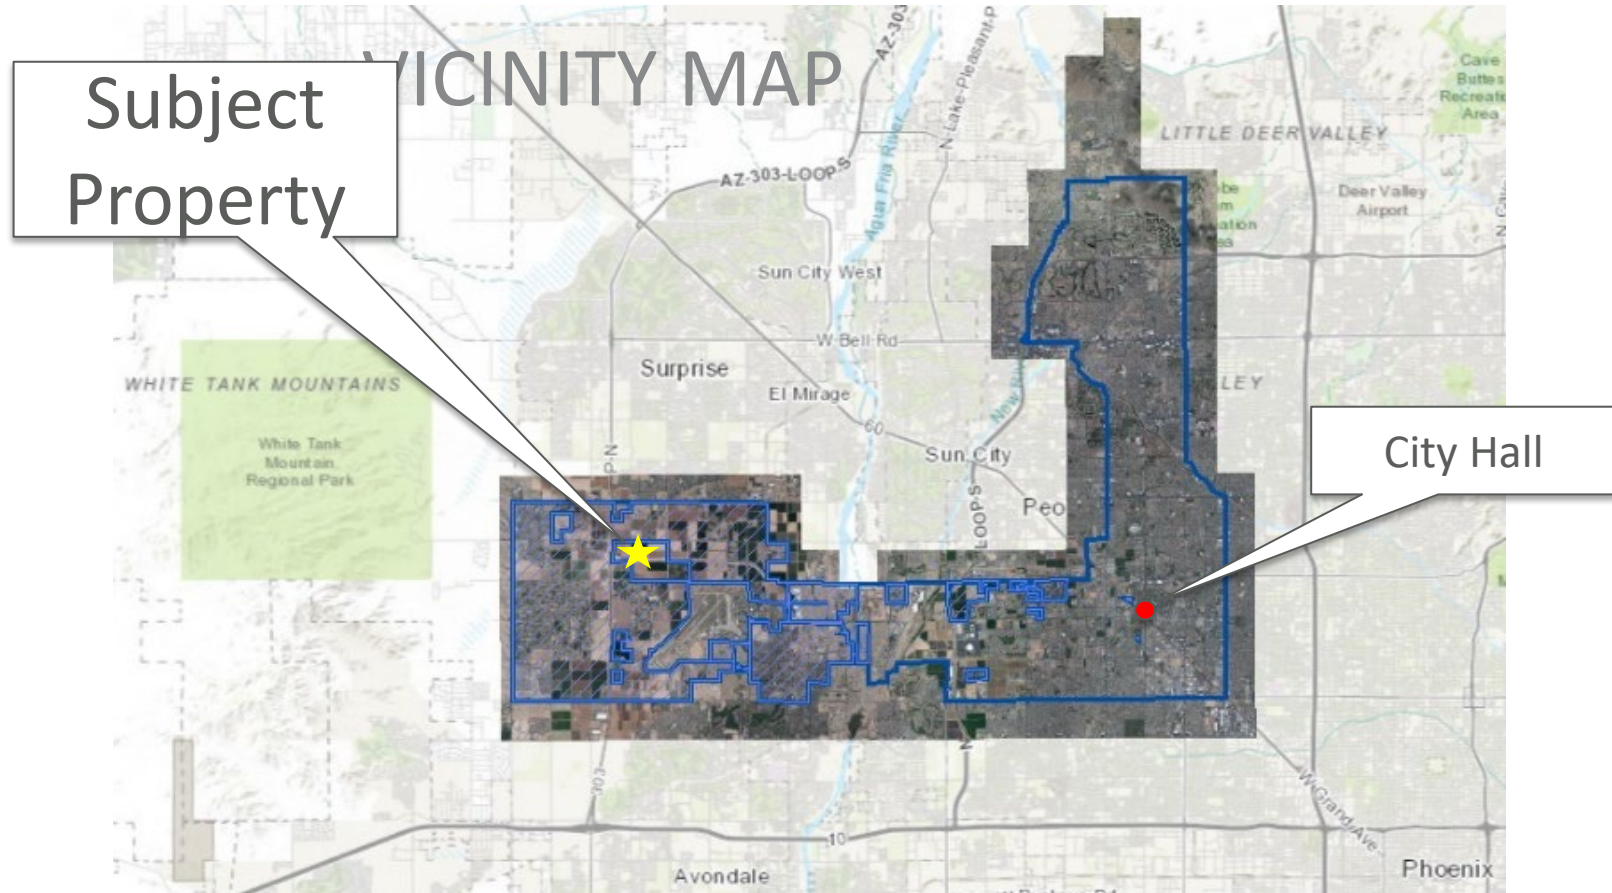 VICINITY MAP
Subject
Property
City Hall
AZ-303
N-Lake-Pleasant-P
Cave
Buttes
Recreat
Area
LITTLE DEER VALLEY
AZ-303-LOOP-S
Agua Fria River
Deer Valley
Airport
Sun City West
W Bell Rd
Surprise
WHITE TANK MOUNTAINS
El Mirage
LEY
60
White Tank
Mountain
Regional Park
P-N
Sun City
LOOP-S
Peo
303
10
W Grand Ave
Avondale
Phoenix